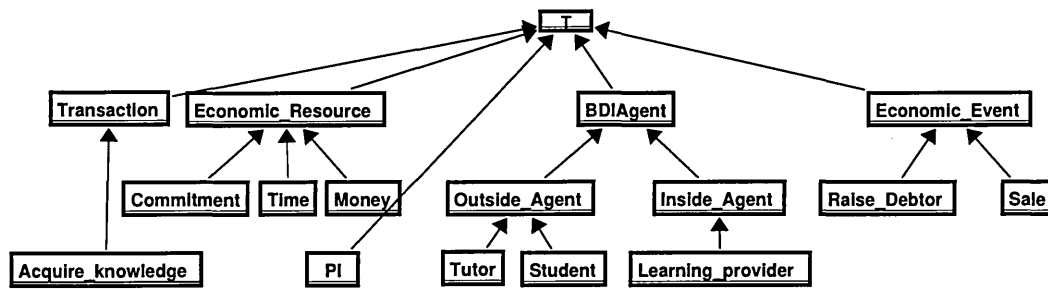 T
Transaction
Economic_Resource
BDIAgent
Economic_Event
Commitment
Time
Money
Outside_Agent
Inside_Agent
Raise_Debtor
Sale
Acquire_knowledge
PI
Tutor
Student
Learning_provider